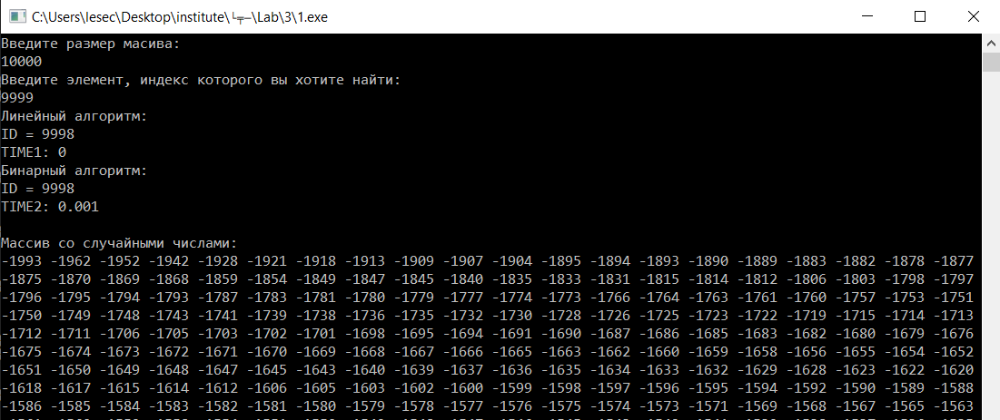 C:\Users\lesec\Desktop\institute\└╤─\Lab\3\1.exe
Введите размер масива:
10000
Введите элемент, индекс которого вы хотите найти:
9999
Линейный алгоритм:
ID = 9998
TIME1: 0
Бинарный алгоритм:
ID = 9998
TIME2: 0.001
Массив со случайными числами:
-1993 -1962 -1952 -1942 -1928 -1921 -1918 -1913 -1909 -1907 -1904 -1895 -1894 -1893 -1890 -1889 -1883 -1882 -1878 -1877
-1875 -1870 -1869 -1868 -1859 -1854 -1849 -1847 -1845 -1840 -1835 -1833 -1831 -1815 -1814 -1812 -1806 -1803 -1798 -1797
-1796 -1795 -1794 -1793 -1787 -1783 -1781 -1780 -1779 -1777 -1774 -1773 -1766 -1764 -1763 -1761 -1760 -1757 -1753 -1751
-1750 -1749 -1748 -1743 -1741 -1739 -1738 -1736 -1735 -1732 -1730 -1728 -1726 -1725 -1723 -1722 -1719 -1715 -1714 -1713
-1712 -1711 -1706 -1705 -1703 -1702 -1701 -1698 -1695 -1694 -1691 -1690 -1687 -1686 -1685 -1683 -1682 -1680 -1679 -1676
-1675 -1674 -1673 -1672 -1671 -1670 -1669 -1668 -1667 -1666 -1665 -1663 -1662 -1660 -1659 -1658 -1656 -1655 -1654 -1652
-1651 -1650 -1649 -1648 -1647 -1645 -1643 -1640 -1639 -1637 -1636 -1635 -1634 -1633 -1632 -1629 -1628 -1623 -1622 -1620
-1618 -1617 -1615 -1614 -1612 -1606 -1605 -1603 -1602 -1600 -1599 -1598 -1597 -1596 -1595 -1594 -1592 -1590 -1589 -1588
-1586 -1585 -1584 -1583 -1582 -1581 -1580 -1579 -1578 -1577 -1576 -1575 -1574 -1573 -1571 -1569 -1568 -1567 -1565 -1563